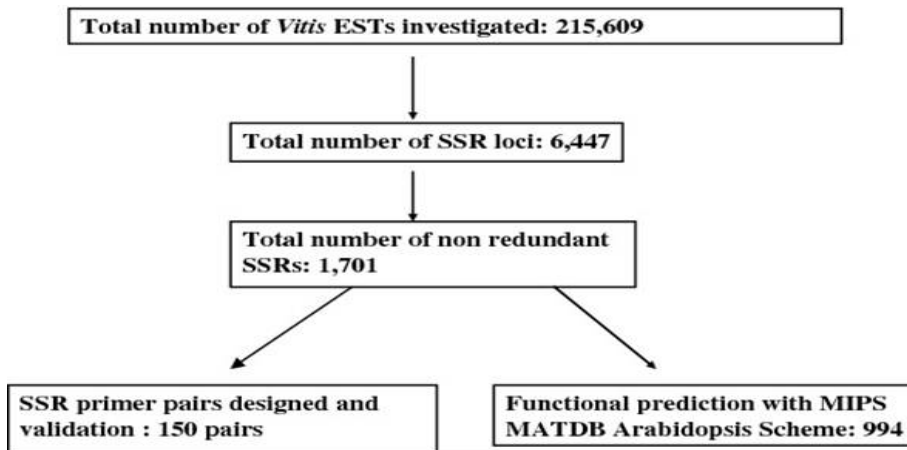 Total number of Vitis ESTs investigated: 215,609
Total number of SSR loci: 6,447
Total number of non redundant
SSRs: 1,701
SSR primer pairs designed and
validation : 150 pairs
Functional prediction with MIPS
MATDB Arabidopsis Scheme: 994